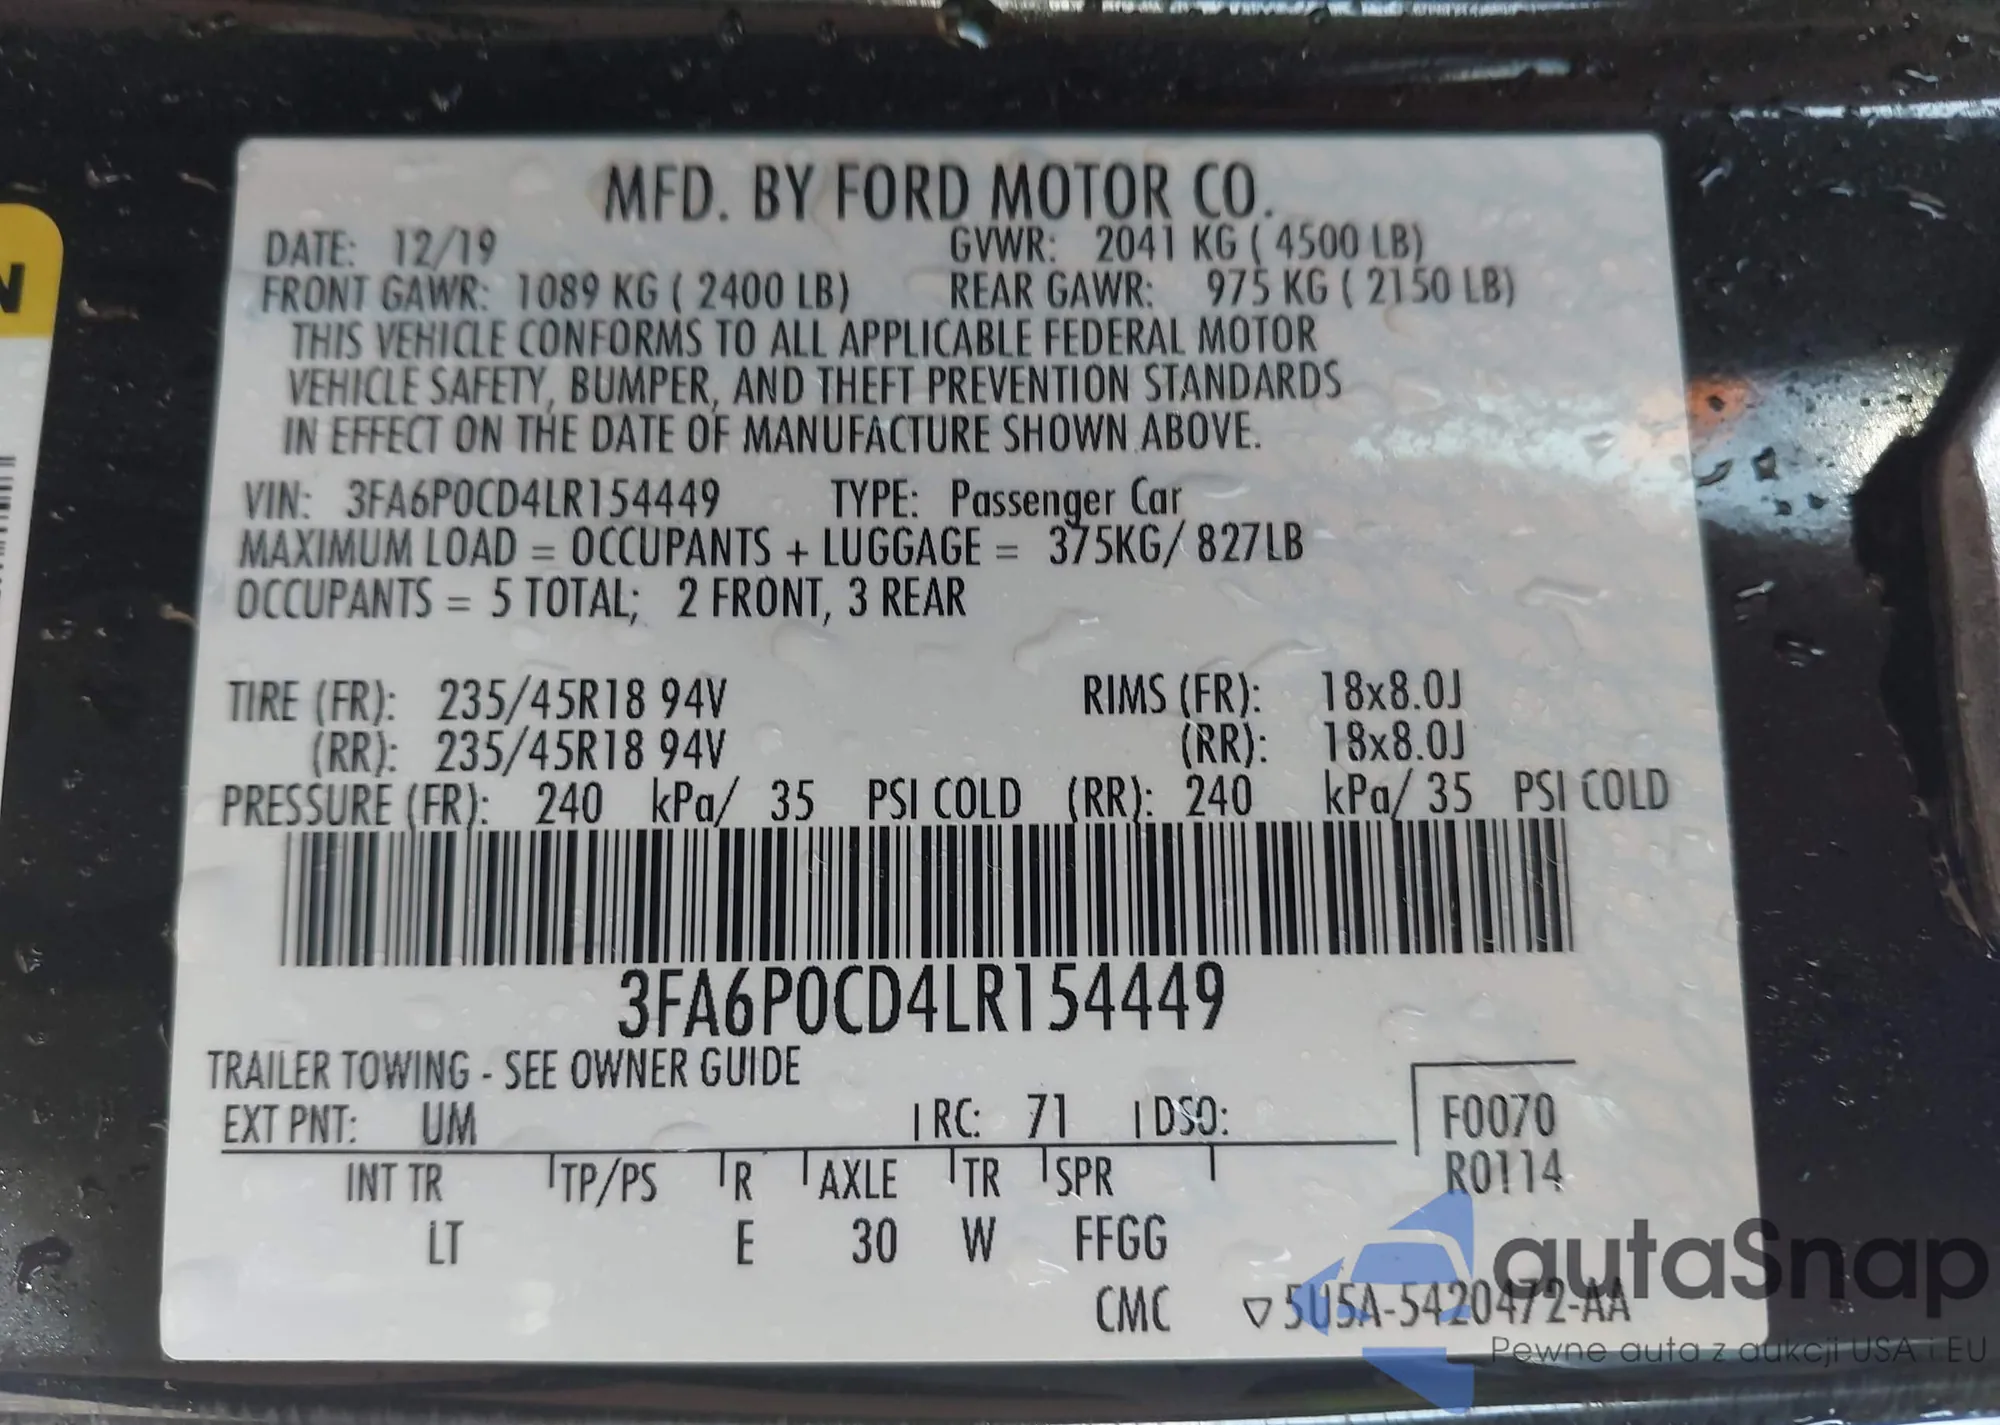 MFD. BY FORD MOTOR CO.
DATE: 12/19 GVWR: 2041 KG ( 4500 LB)
FRONT GAWR: 1089 KG ( 2400 LB) REAR GAWR: 975 KG ( 2150 LB)
THIS VEHICLE CONFORMS TO ALL APPLICABLE FEDERAL MOTOR
VEHICLE SAFETY, BUMPER, AND THEFT PREVENTION STANDARDS
IN EFFECT ON THE DATE OF MANUFACTURE SHOWN ABOVE.
VIN: 3FA6P0CD4LR154449 TYPE: Passenger Car
MAXIMUM LOAD = OCCUPANTS + LUGGAGE = 375KG/ 827LB
OCCUPANTS = 5 TOTAL; 2 FRONT, 3 REAR
TIRE (FR): 235/45R18 94V RIMS (FR): 18x8.0J
(RR): 235/45R18 94V (RR): 18x8.0J
PRESSURE (FR): 240 kPa/ 35 PSI COLD (RR): 240 kPa/ 35 PSI COLD
3FA6P0CD4LR154449
TRAILER TOWING - SEE OWNER GUIDE
EXT PNT: UM RC: 71 DSO: F0070
INT TR TP/PS R AXLE TR SPR R0114
LT E 30 W FFGG
CMC ▽ 5U5A-5420472-AA
N
autaSnap
Pewne auta z aukcji USA i EU